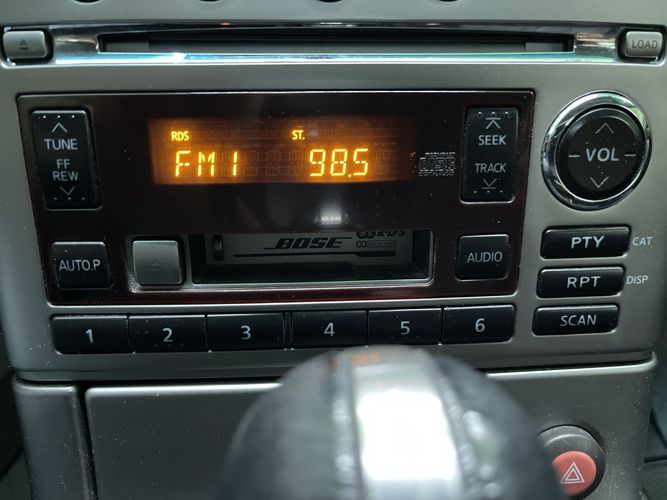 LOAD
TUNE
FF
REW
RDS ST.
FM1 98.5
SEEK
TRACK
VOL
AUTO.P
BOSE
R·D·S
AUDIO
PTY CAT
RPT DISP
SCAN
1 2 3 4 5 6